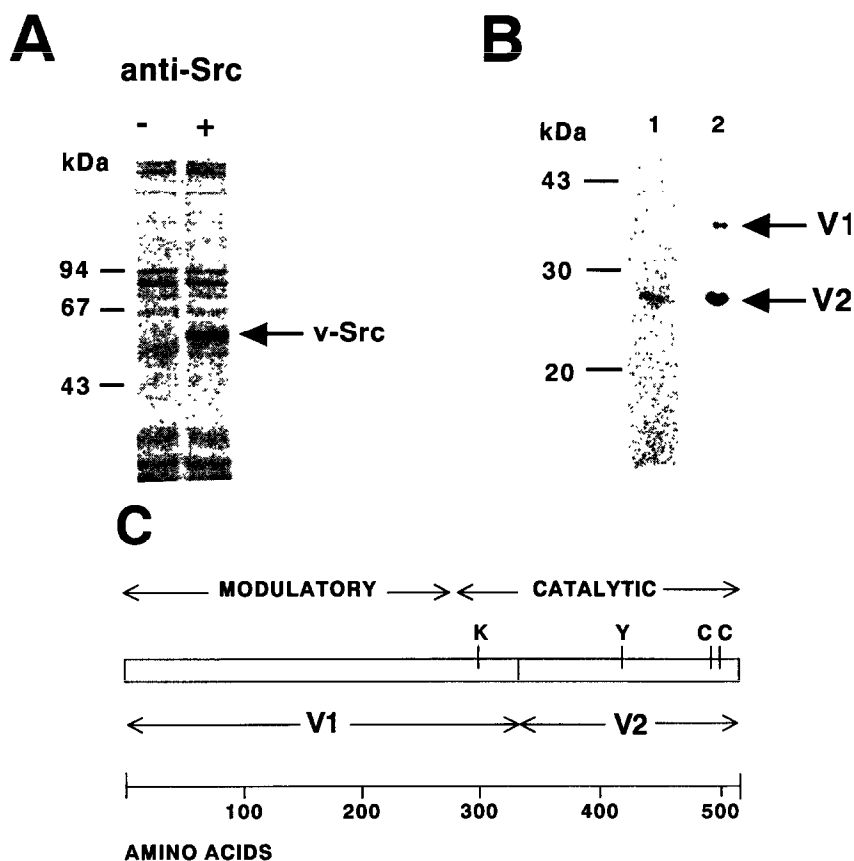 A
anti-Src
- +
kDa
94
67
43
v-Src
B
kDa
1 2
43
30
20
V1
V2
C
MODULATORY CATALYTIC
K Y C C
V1 V2
100 200 300 400 500
AMINO ACIDS